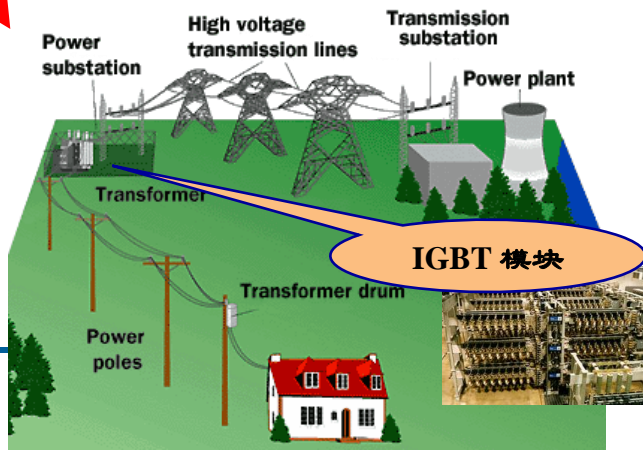 Power
substation
High voltage
transmission lines
Transmission
substation
Power plant
Transformer
IGBT 模块
Transformer drum
Power
poles